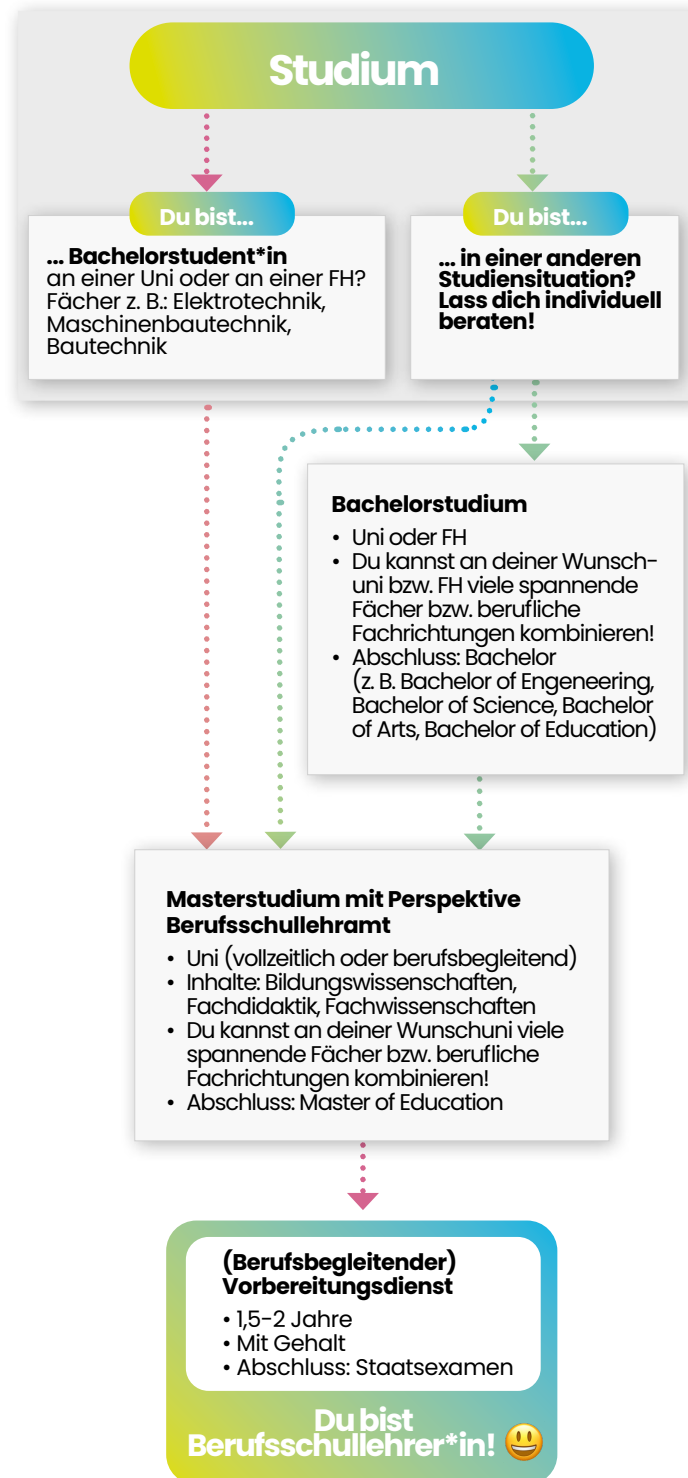 Studium
Du bist...
... Bachelorstudent*in
an einer Uni oder an einer FH?
Fächer z. B.: Elektrotechnik,
Maschinenbautechnik,
Bautechnik
Du bist...
... in einer anderen
Studiensituation?
Lass dich individuell
beraten!
Bachelorstudium
• Uni oder FH
• Du kannst an deiner Wunsch-
uni bzw. FH viele spannende
Fächer bzw. berufliche
Fachrichtungen kombinieren!
• Abschluss: Bachelor
(z. B. Bachelor of Engeneering,
Bachelor of Science, Bachelor
of Arts, Bachelor of Education)
Masterstudium mit Perspektive
Berufsschullehramt
• Uni (vollzeitlich oder berufsbegleitend)
• Inhalte: Bildungswissenschaften,
Fachdidaktik, Fachwissenschaften
• Du kannst an deiner Wunschuni viele
spannende Fächer bzw. berufliche
Fachrichtungen kombinieren!
• Abschluss: Master of Education
(Berufsbegleitender)
Vorbereitungsdienst
• 1,5-2 Jahre
• Mit Gehalt
• Abschluss: Staatsexamen
Du bist
Berufsschullehrer*in! 😃